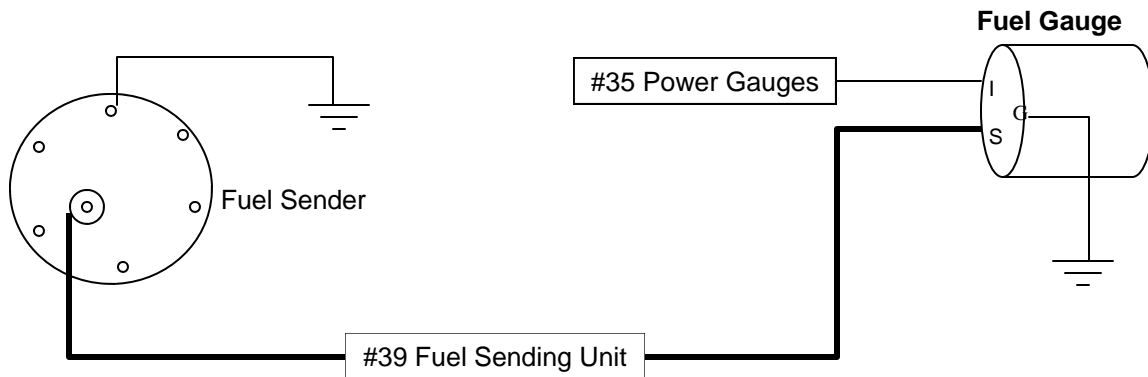 Fuel Gauge
#35 Power Gauges
I
G
S
Fuel Sender
#39 Fuel Sending Unit